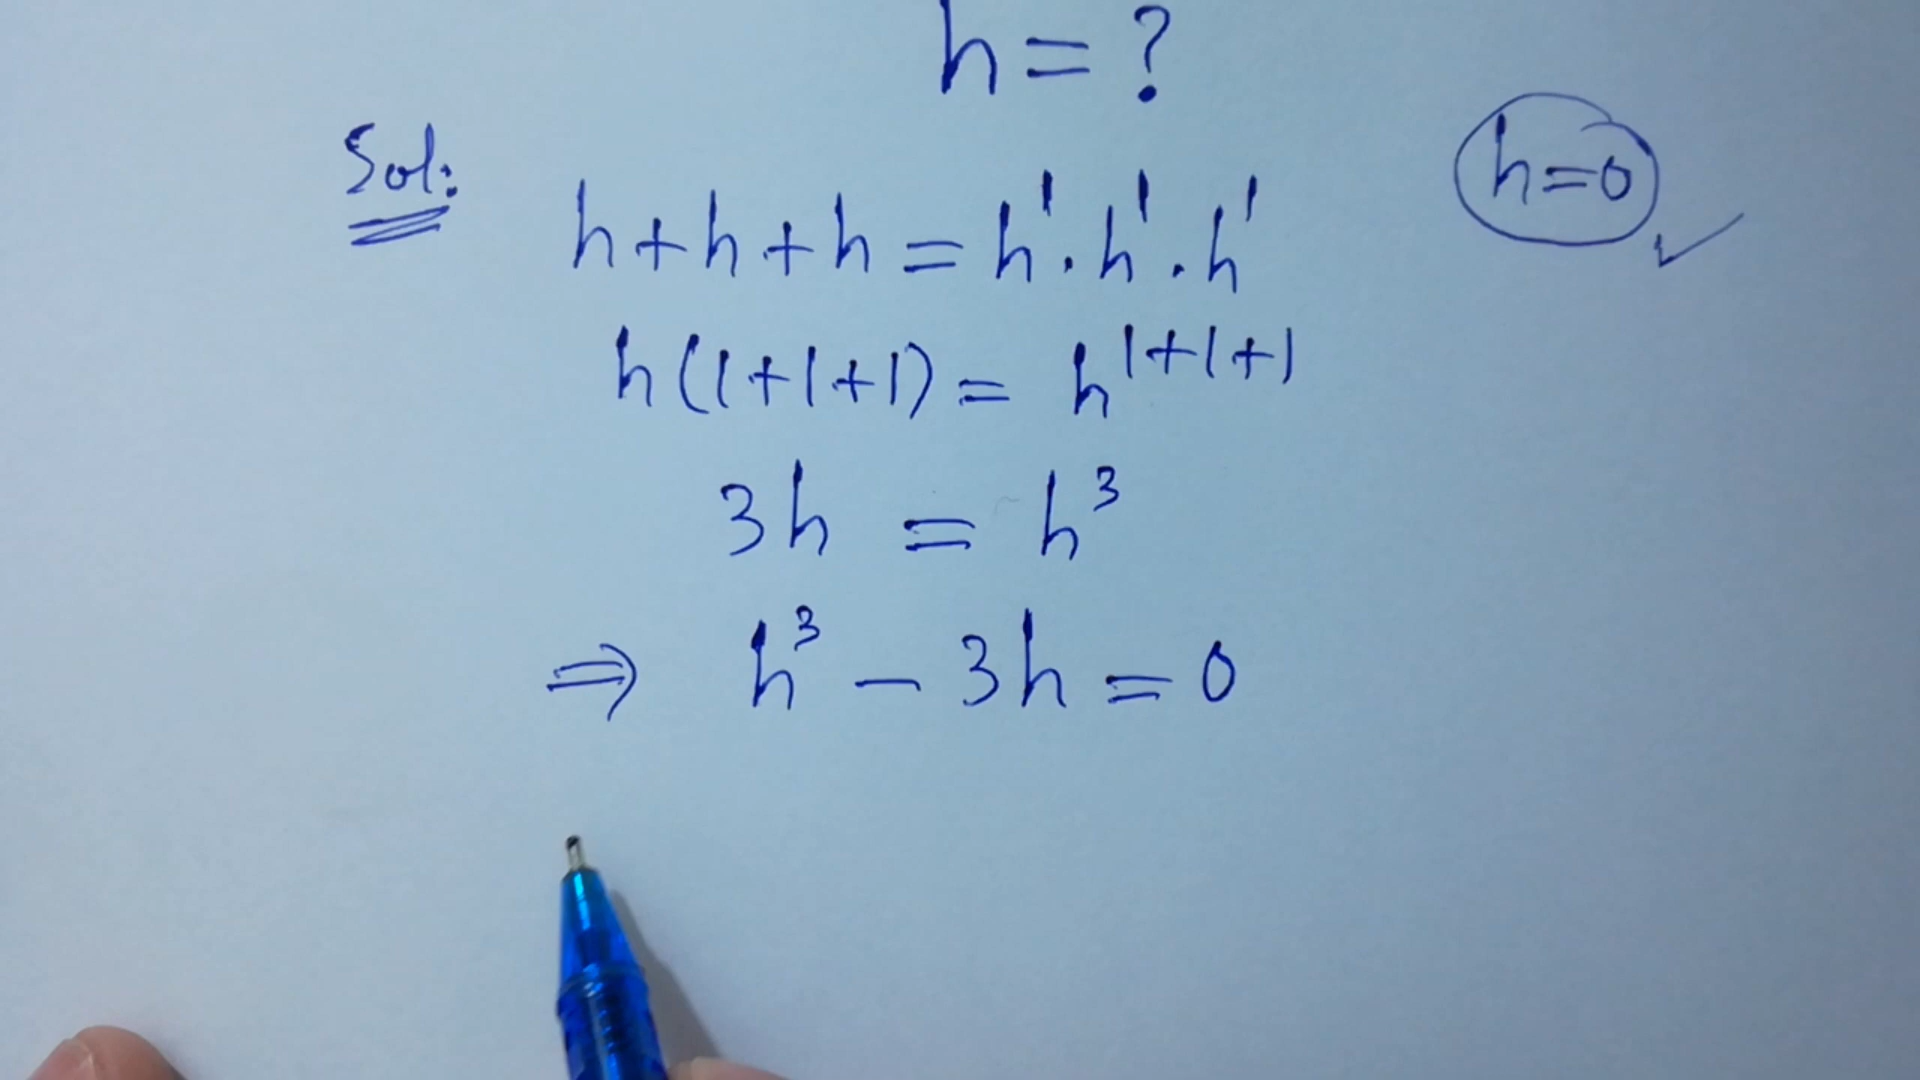 h = ?
h=0
Sol:
h+h+h = h¹·h¹·h¹
h(1+1+1) = h¹⁺¹⁺¹
3h = h³
⇒ h³ − 3h = 0